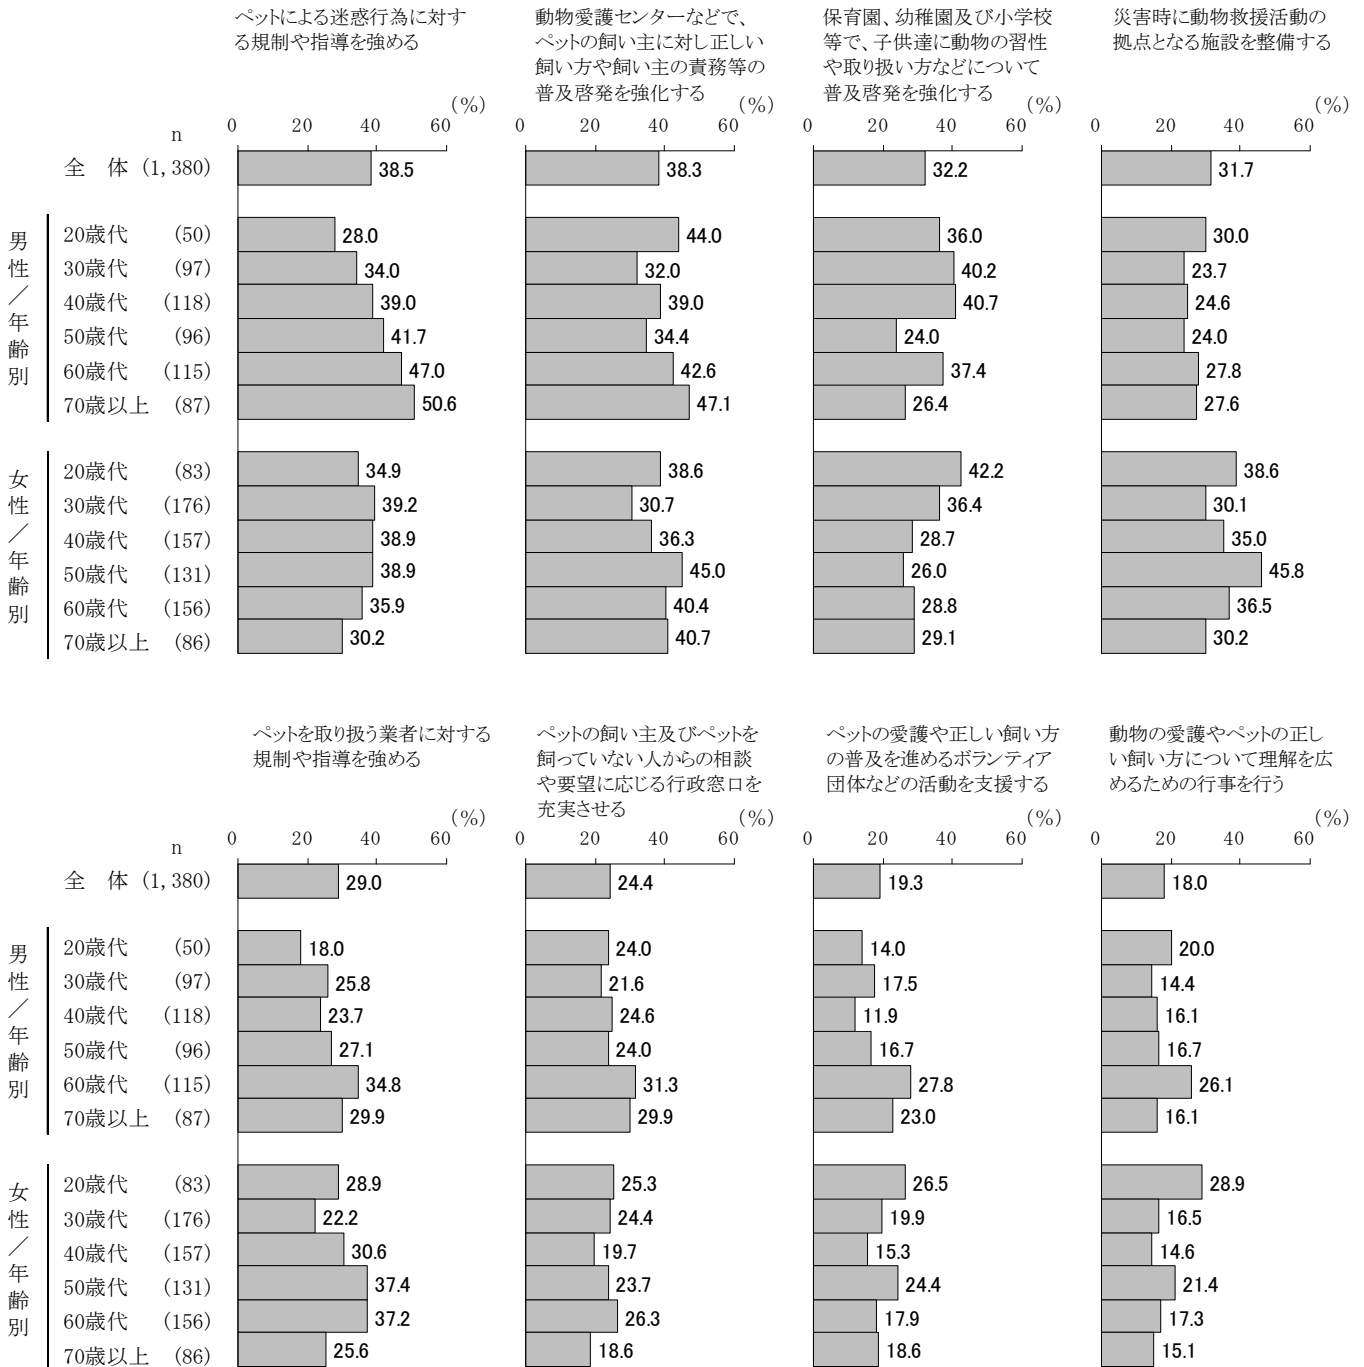 ペットによる迷惑行為に対す
る規制や指導を強める
動物愛護センターなどで、
ペットの飼い主に対し正しい
飼い方や飼い主の責務等の
普及啓発を強化する
保育園、幼稚園及び小学校
等で、子供達に動物の習性
や取り扱い方などについて
普及啓発を強化する
災害時に動物救援活動の
拠点となる施設を整備する
(%) (%) (%) (%)
n 0 20 40 60 0 20 40 60 0 20 40 60 0 20 40 60
全 体 (1,380) 38.5 38.3 32.2 31.7
男性／年齢別
20歳代 (50) 28.0 44.0 36.0 30.0
30歳代 (97) 34.0 32.0 40.2 23.7
40歳代 (118) 39.0 39.0 40.7 24.6
50歳代 (96) 41.7 34.4 24.0 24.0
60歳代 (115) 47.0 42.6 37.4 27.8
70歳以上 (87) 50.6 47.1 26.4 27.6
女性／年齢別
20歳代 (83) 34.9 38.6 42.2 38.6
30歳代 (176) 39.2 30.7 36.4 30.1
40歳代 (157) 38.9 36.3 28.7 35.0
50歳代 (131) 38.9 45.0 26.0 45.8
60歳代 (156) 35.9 40.4 28.8 36.5
70歳以上 (86) 30.2 40.7 29.1 30.2
ペットを取り扱う業者に対する
規制や指導を強める
ペットの飼い主及びペットを
飼っていない人からの相談
や要望に応じる行政窓口を
充実させる
ペットの愛護や正しい飼い方
の普及を進めるボランティア
団体などの活動を支援する
動物の愛護やペットの正し
い飼い方について理解を広
めるための行事を行う
(%) (%) (%) (%)
n 0 20 40 60 0 20 40 60 0 20 40 60 0 20 40 60
全 体 (1,380) 29.0 24.4 19.3 18.0
男性／年齢別
20歳代 (50) 18.0 24.0 14.0 20.0
30歳代 (97) 25.8 21.6 17.5 14.4
40歳代 (118) 23.7 24.6 11.9 16.1
50歳代 (96) 27.1 24.0 16.7 16.7
60歳代 (115) 34.8 31.3 27.8 26.1
70歳以上 (87) 29.9 29.9 23.0 16.1
女性／年齢別
20歳代 (83) 28.9 25.3 26.5 28.9
30歳代 (176) 22.2 24.4 19.9 16.5
40歳代 (157) 30.6 19.7 15.3 14.6
50歳代 (131) 37.4 23.7 24.4 21.4
60歳代 (156) 37.2 26.3 17.9 17.3
70歳以上 (86) 25.6 18.6 18.6 15.1